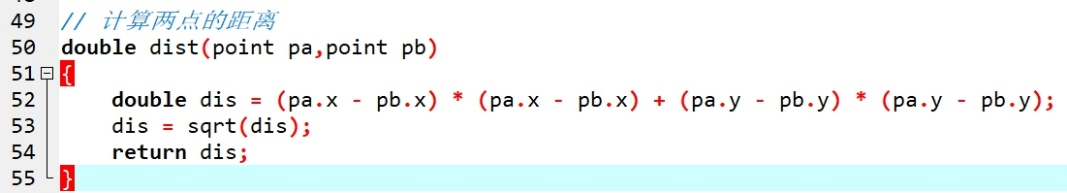 49 // 计算两点的距离
50 double dist(point pa,point pb)
51 {
52 double dis = (pa.x - pb.x) * (pa.x - pb.x) + (pa.y - pb.y) * (pa.y - pb.y);
53 dis = sqrt(dis);
54 return dis;
55 }